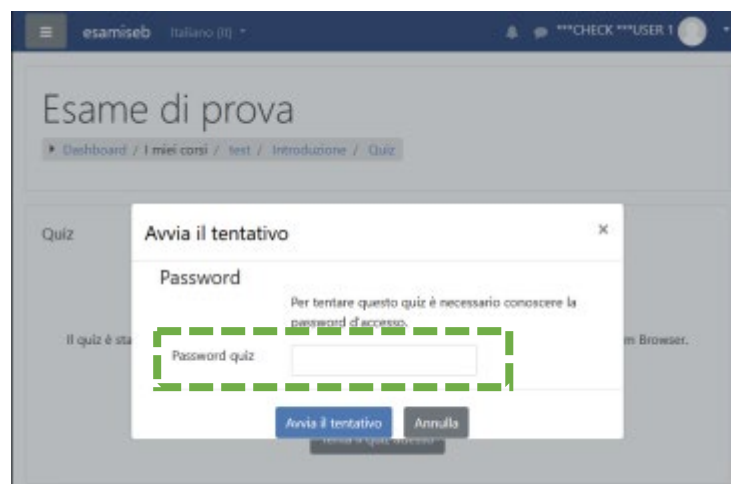 esamiseb Italiano (it) ***CHECK ***USER 1
Esame di prova
Dashboard / I miei corsi / test / Introduzione / Quiz
Quiz
Avvia il tentativo ×
Password
Per tentare questo quiz è necessario conoscere la
password d'accesso.
Il quiz è sta m Browser.
Password quiz
Avvia il tentativo Annulla